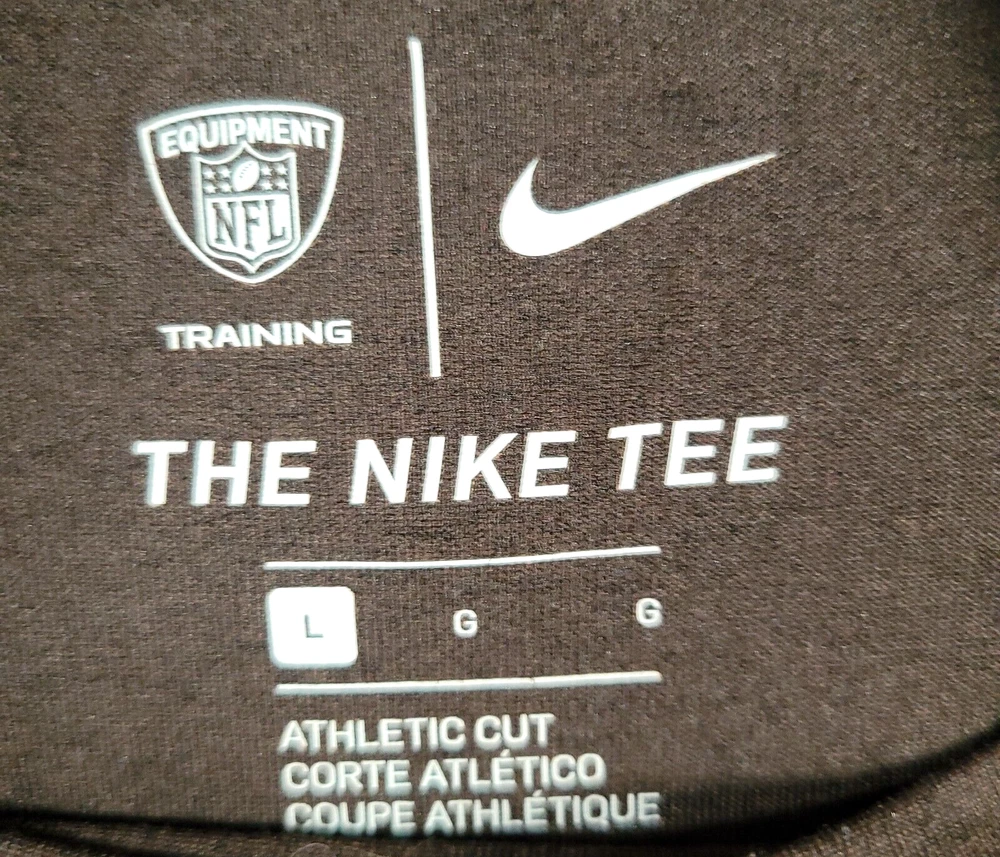 EQUIPMENT
NFL
TRAINING
THE NIKE TEE
L G G
ATHLETIC CUT
CORTE ATLÉTICO
COUPE ATHLÉTIQUE